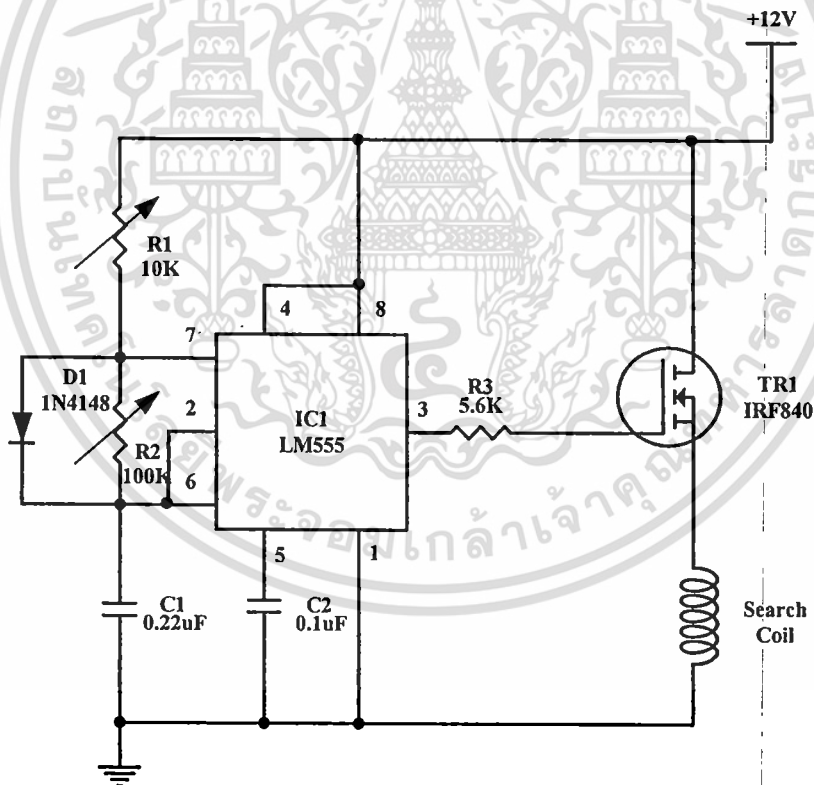 +12V
R1
10K
4
8
7
D1
1N4148
2
R2
100k
6
IC1
LM555
3
R3
5.6K
TR1
IRF840
5
1
C1
0.22uF
C2
0.1uF
Search
Coil